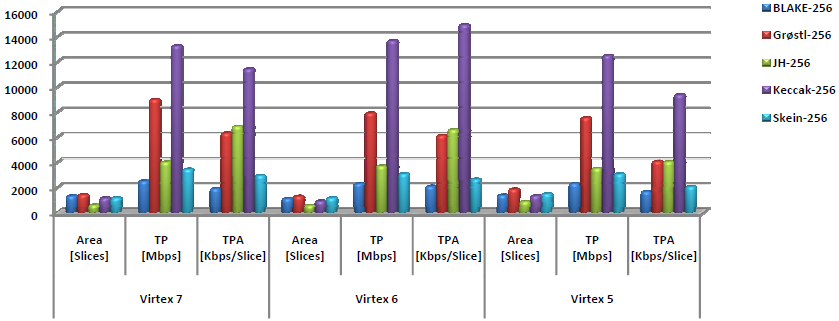 16000
14000
12000
10000
8000
6000
4000
2000
0
Area
[Slices]
TP
[Mbps]
TPA
[Kbps/Slice]
Area
[Slices]
TP
[Mbps]
TPA
[Kbps/Slice]
Area
[Slices]
TP
[Mbps]
TPA
[Kbps/Slice]
Virtex 7
Virtex 6
Virtex 5
BLAKE-256
Grøstl-256
JH-256
Keccak-256
Skein-256